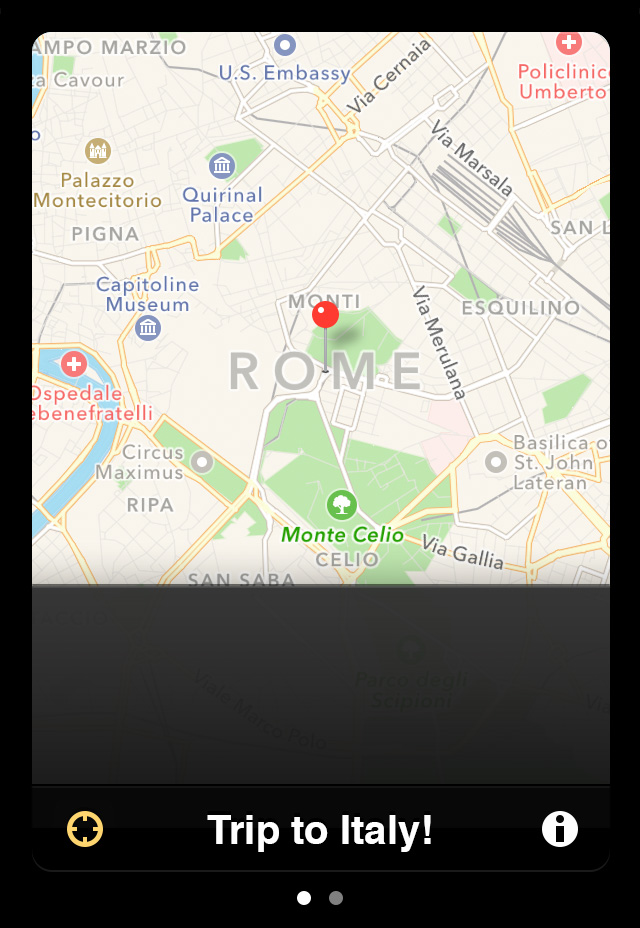 AMPO MARZIO
U.S. Embassy
Via Cernaia
Policlinico
Umberto
a Cavour
Via Marsala
o
Palazzo
Montecitorio
Quirinal
Palace
PIGNA
SAN L
Capitoline
Museum
MONTI
Via Merulana
ESQUILINO
ROME
Ospedale
ebenefratelli
Circus
Maximus
Basilica o
St. John
Lateran
RIPA
Monte Celio
Via Gallia
CELIO
SAN SABA
Parco degli
Scipioni
Viale Marco Polo
Via
Trip to Italy!